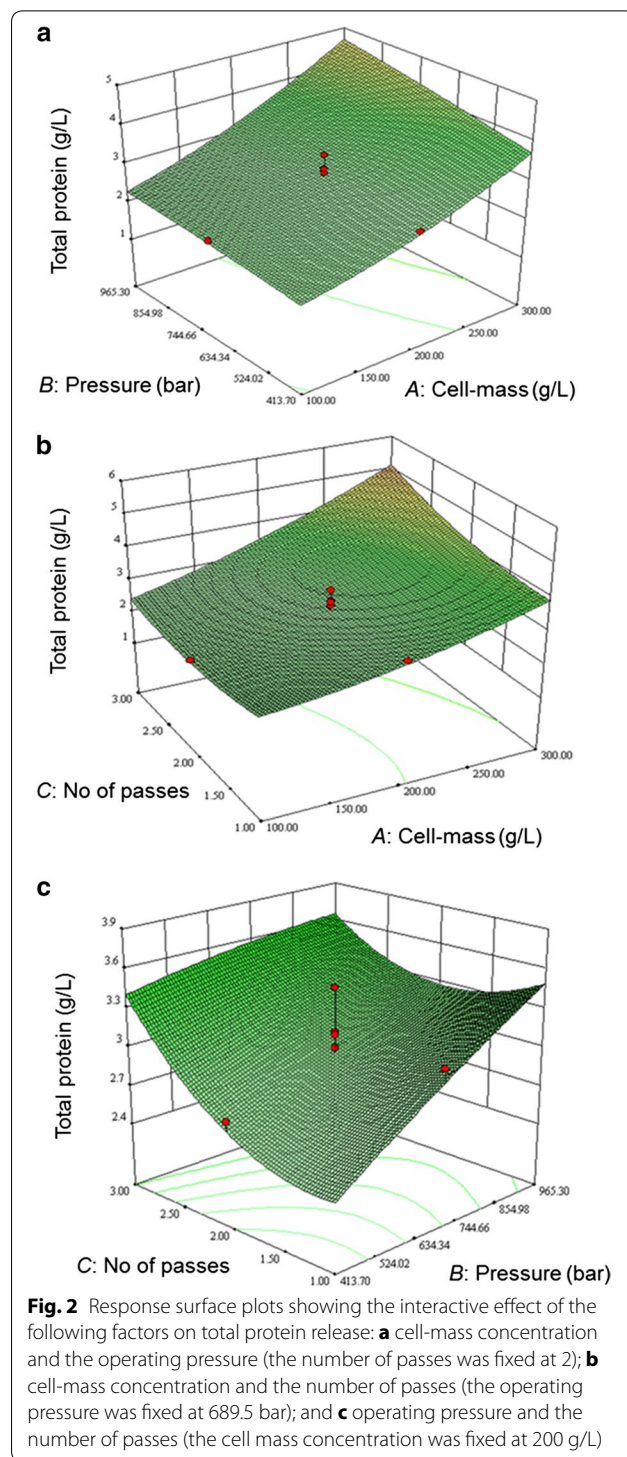 a
Total protein (g/L)
5
4
3
2
1
965.30
854.98
744.66
634.34
524.02
413.70
B: Pressure (bar)
300.00
250.00
200.00
150.00
100.00
A: Cell-mass (g/L)
b
Total protein (g/L)
6
5
4
3
2
1
3.00
2.50
2.00
1.50
1.00
C: No of passes
300.00
250.00
200.00
150.00
100.00
A: Cell-mass (g/L)
c
Total protein (g/L)
3.9
3.6
3.3
3
2.7
2.4
3.00
2.50
2.00
1.50
1.00
C: No of passes
965.30
854.98
744.66
634.34
524.02
413.70
B: Pressure (bar)
Fig. 2 Response surface plots showing the interactive effect of the
following factors on total protein release: a cell-mass concentration
and the operating pressure (the number of passes was fixed at 2); b
cell-mass concentration and the number of passes (the operating
pressure was fixed at 689.5 bar); and c operating pressure and the
number of passes (the cell mass concentration was fixed at 200 g/L)